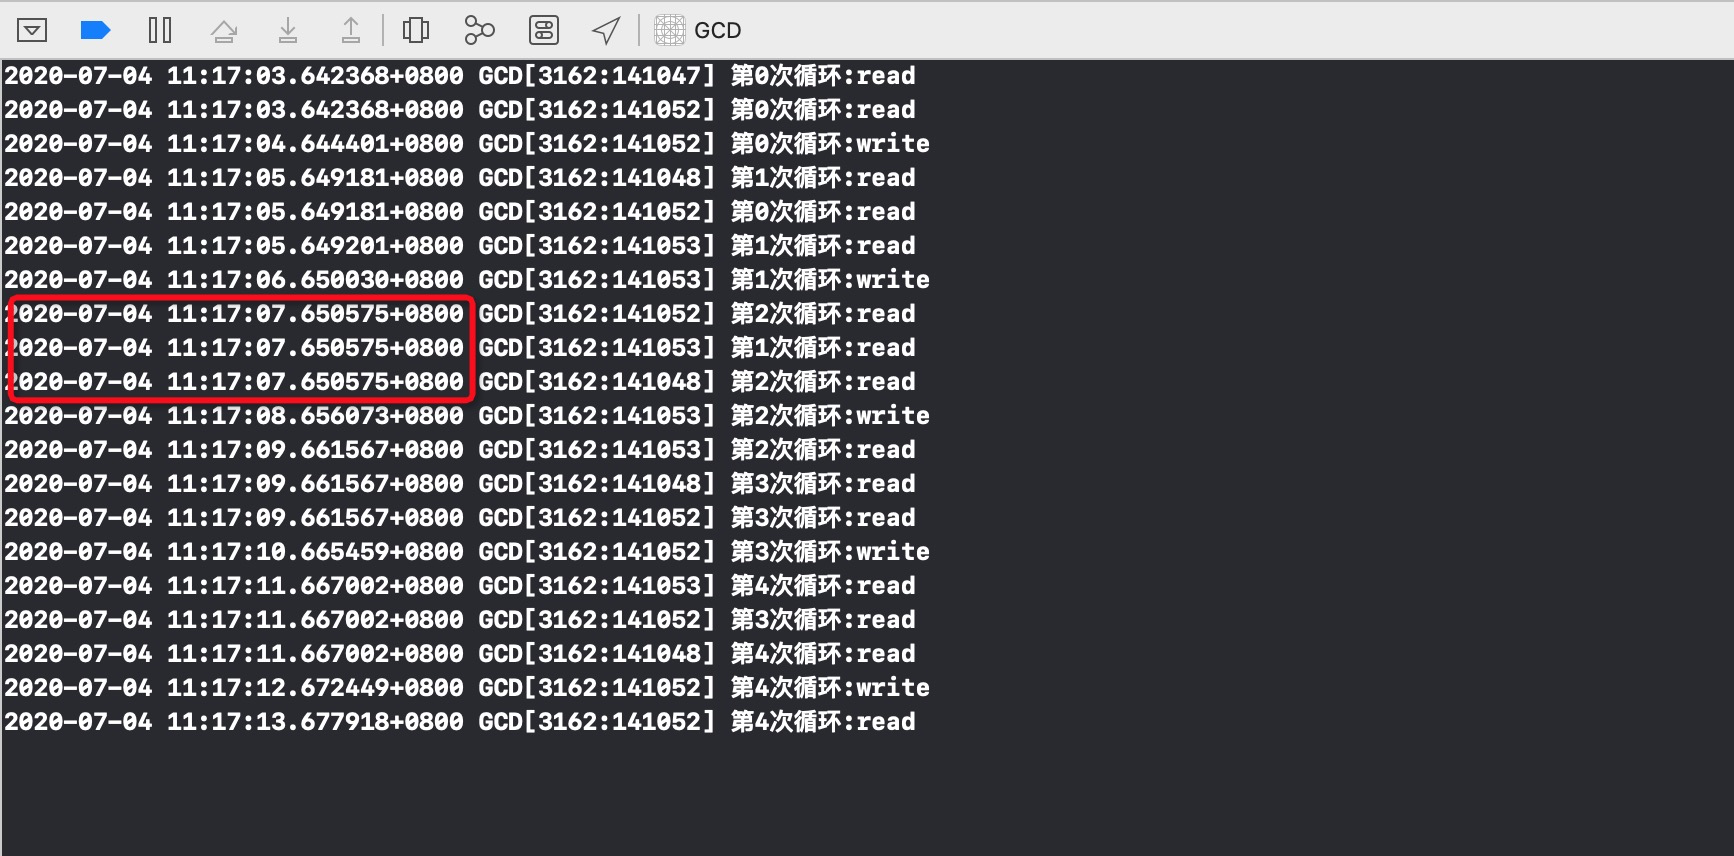 GCD
2020-07-04 11:17:03.642368+0800 GCD[3162:141047] 第0次循环:read
2020-07-04 11:17:03.642368+0800 GCD[3162:141052] 第0次循环:read
2020-07-04 11:17:04.644401+0800 GCD[3162:141052] 第0次循环:write
2020-07-04 11:17:05.649181+0800 GCD[3162:141048] 第1次循环:read
2020-07-04 11:17:05.649181+0800 GCD[3162:141052] 第0次循环:read
2020-07-04 11:17:05.649201+0800 GCD[3162:141053] 第1次循环:read
2020-07-04 11:17:06.650030+0800 GCD[3162:141053] 第1次循环:write
2020-07-04 11:17:07.650575+0800 GCD[3162:141052] 第2次循环:read
2020-07-04 11:17:07.650575+0800 GCD[3162:141053] 第1次循环:read
2020-07-04 11:17:07.650575+0800 GCD[3162:141048] 第2次循环:read
2020-07-04 11:17:08.656073+0800 GCD[3162:141053] 第2次循环:write
2020-07-04 11:17:09.661567+0800 GCD[3162:141053] 第2次循环:read
2020-07-04 11:17:09.661567+0800 GCD[3162:141048] 第3次循环:read
2020-07-04 11:17:09.661567+0800 GCD[3162:141052] 第3次循环:read
2020-07-04 11:17:10.665459+0800 GCD[3162:141052] 第3次循环:write
2020-07-04 11:17:11.667002+0800 GCD[3162:141053] 第4次循环:read
2020-07-04 11:17:11.667002+0800 GCD[3162:141052] 第3次循环:read
2020-07-04 11:17:11.667002+0800 GCD[3162:141048] 第4次循环:read
2020-07-04 11:17:12.672449+0800 GCD[3162:141052] 第4次循环:write
2020-07-04 11:17:13.677918+0800 GCD[3162:141052] 第4次循环:read